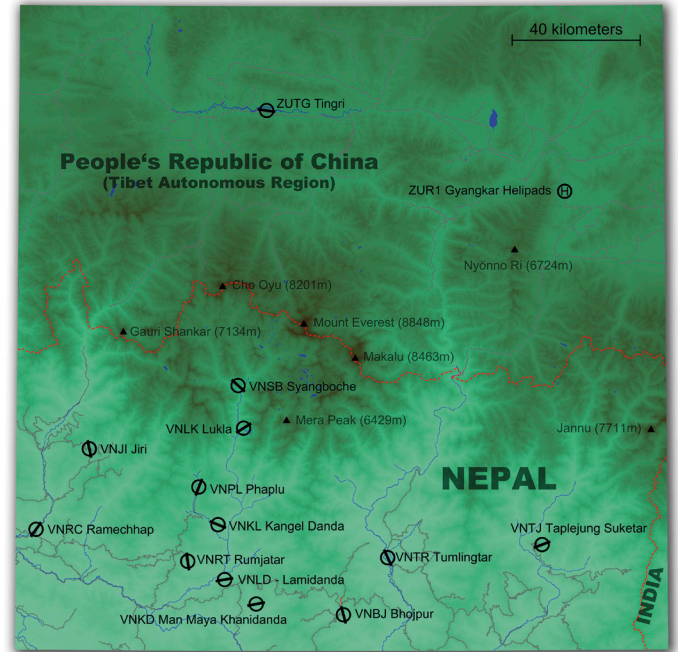 40 kilometers
ZUTG Tingri
People‘s Republic of China
(Tibet Autonomous Region)
ZUR1 Gyangkar Helipads
H
Nyönno Ri (6724m)
Cho Oyu (8201m)
Mount Everest (8848m)
Gauri Shankar (7134m)
Makalu (8463m)
VNSB Syangboche
Mera Peak (6429m)
VNLK Lukla
Jannu (7711m)
VNJI Jiri
NEPAL
VNPL Phaplu
VNRC Ramechhap
VNKL Kangel Danda
VNTJ Taplejung Suketar
VNRT Rumjatar
VNTR Tumlingtar
VNLD - Lamidanda
INDIA
VNKD Man Maya Khanidanda
VNBJ Bhojpur